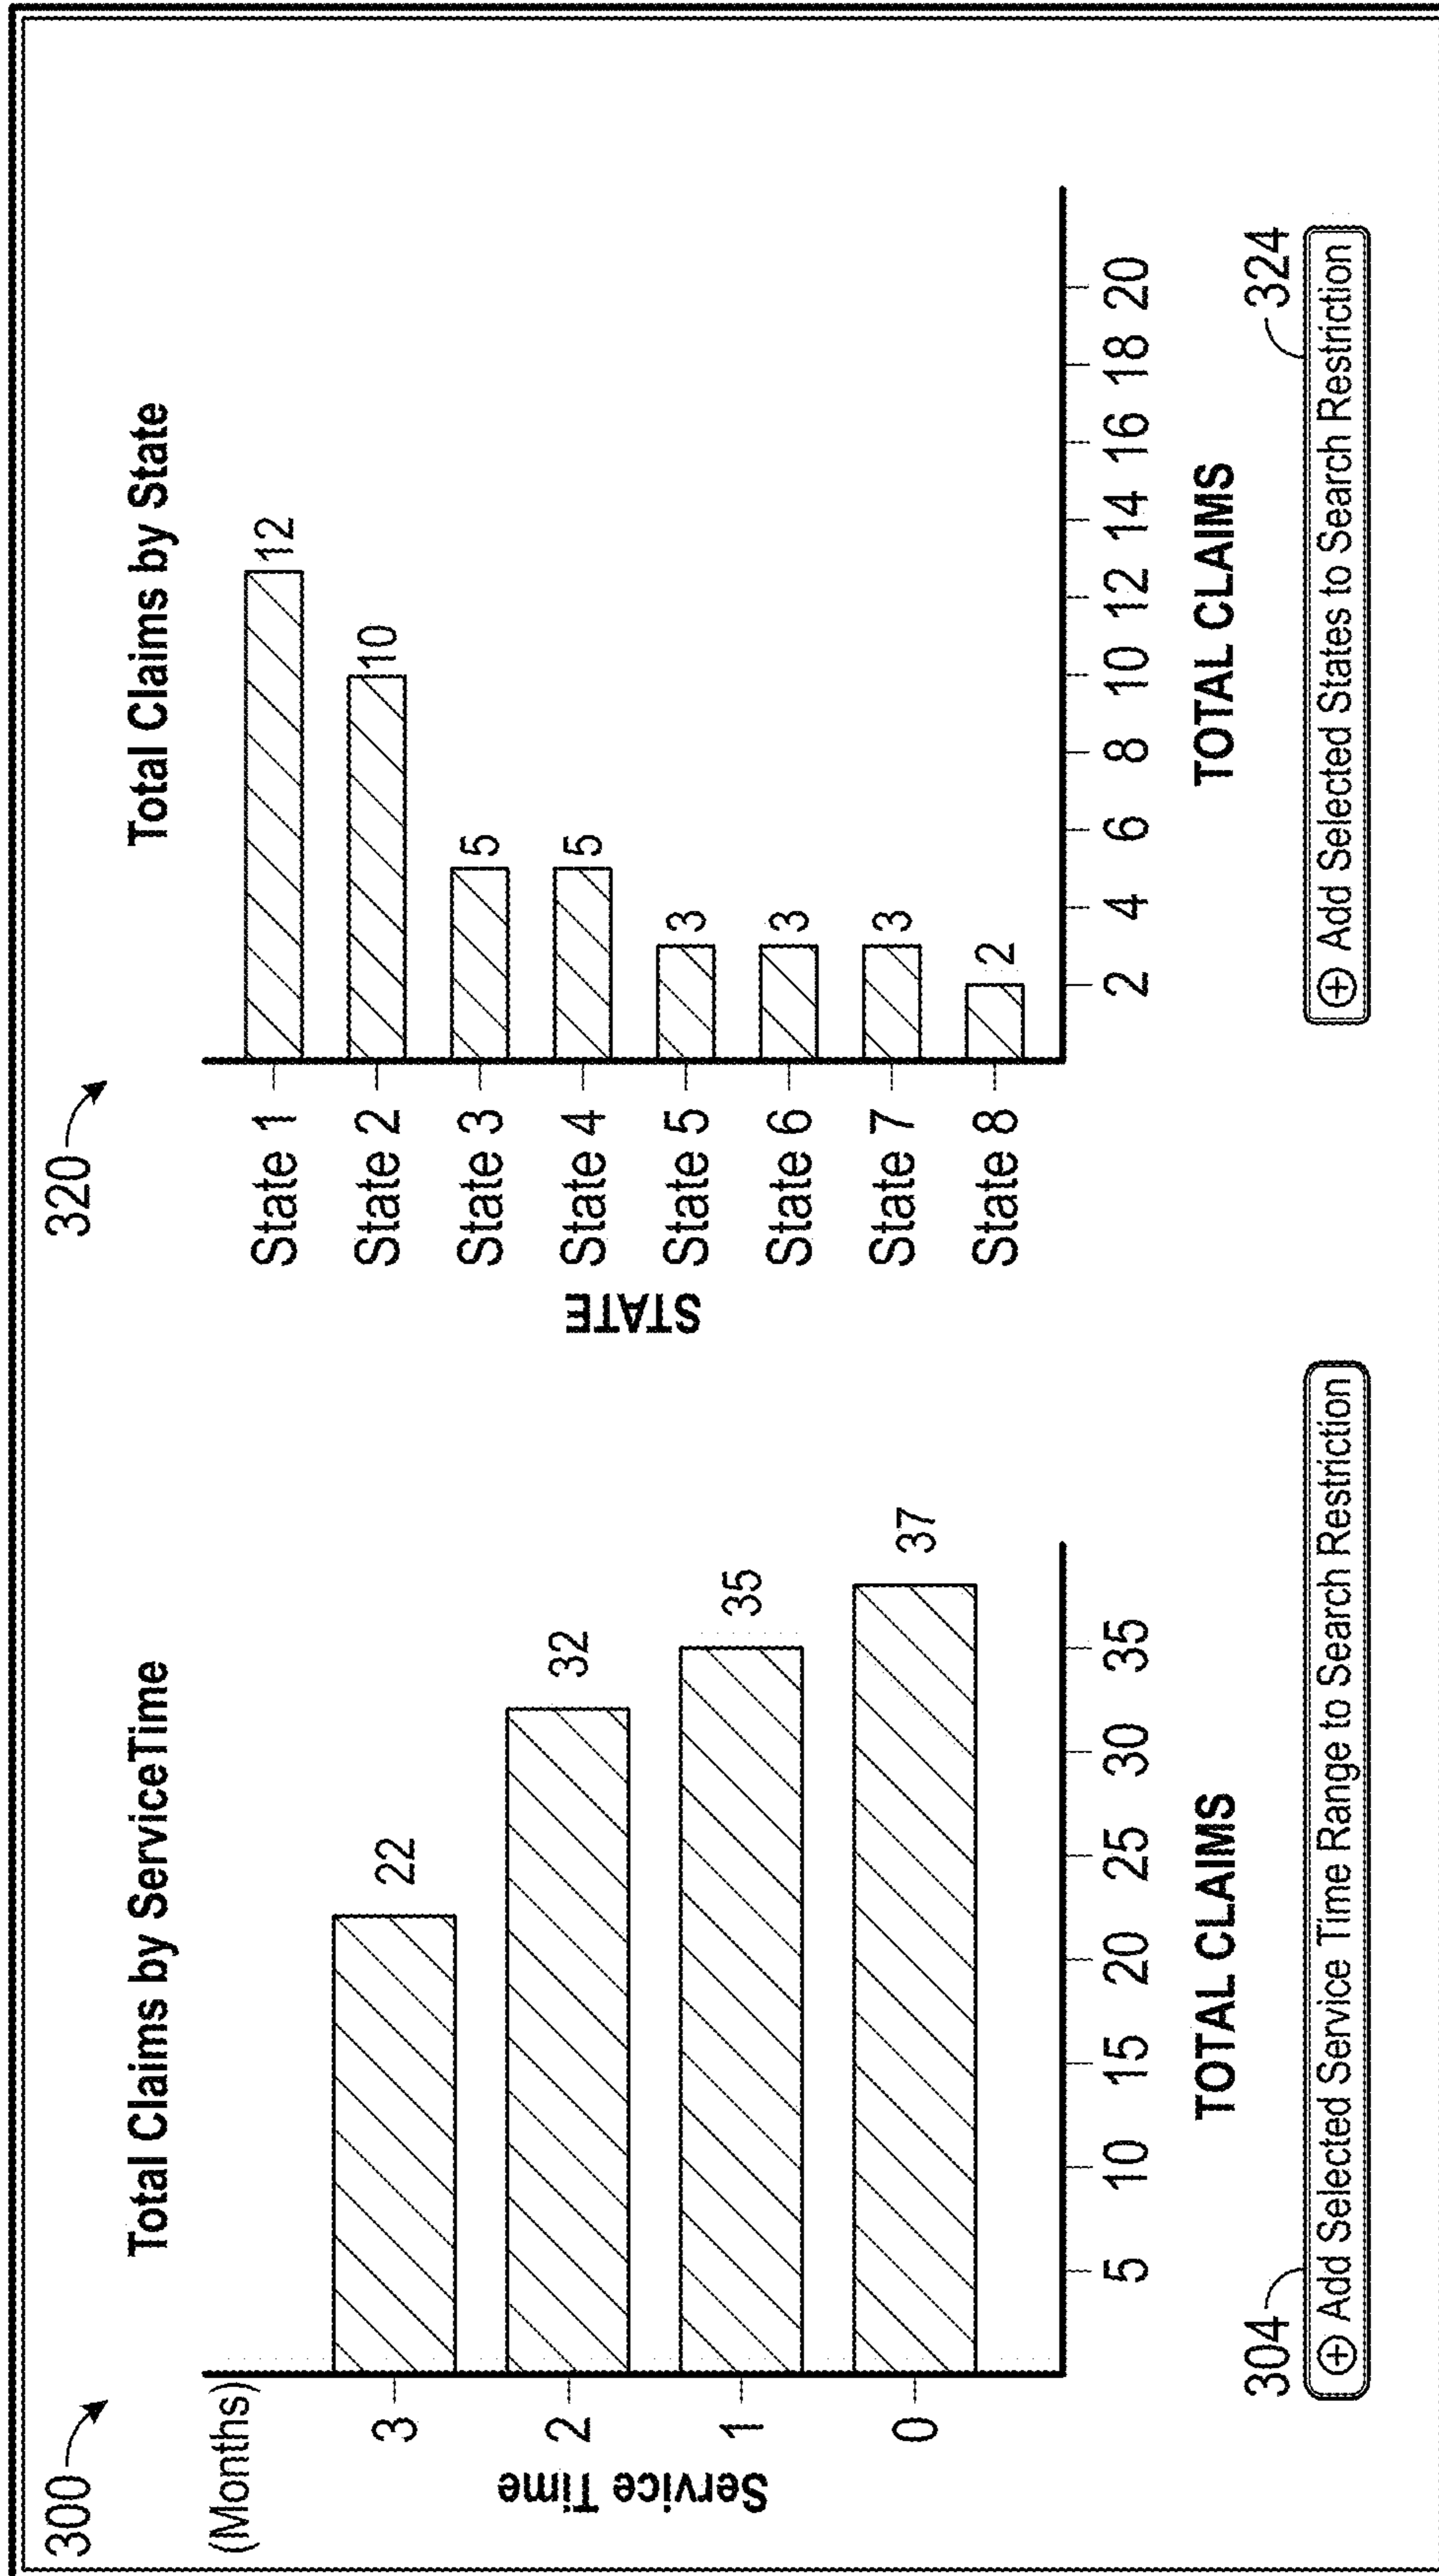 300
Total Claims by ServiceTime
(Months)
Service Time
3
22
2
32
1
35
0
37
5 10 15 20 25 30 35
TOTAL CLAIMS
304
Add Selected Service Time Range to Search Restriction
320
Total Claims by State
STATE
State 1
12
State 2
10
State 3
5
State 4
5
State 5
3
State 6
3
State 7
3
State 8
2
2 4 6 8 10 12 14 16 18 20
TOTAL CLAIMS
324
Add Selected States to Search Restriction